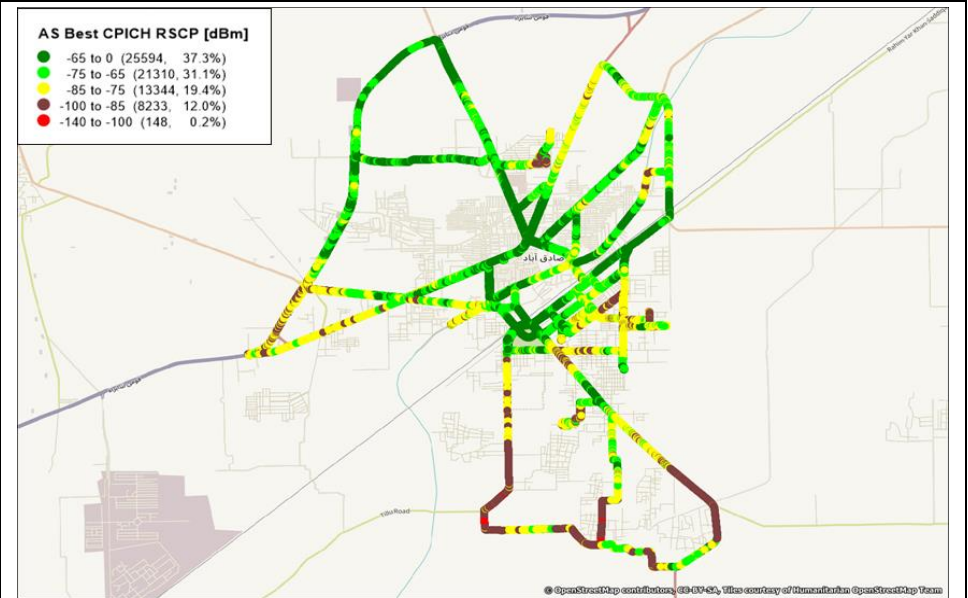 AS Best CPICH RSCP [dBm]
-65 to 0 (25594, 37.3%)
-75 to -65 (21310, 31.1%)
-85 to -75 (13344, 19.4%)
-100 to -85 (8233, 12.0%)
-140 to -100 (148, 0.2%)
صادق آباد
Road
© OpenStreetMap contributors, CC-BY-SA, Tiles courtesy of Humanitarian OpenStreetMap Team